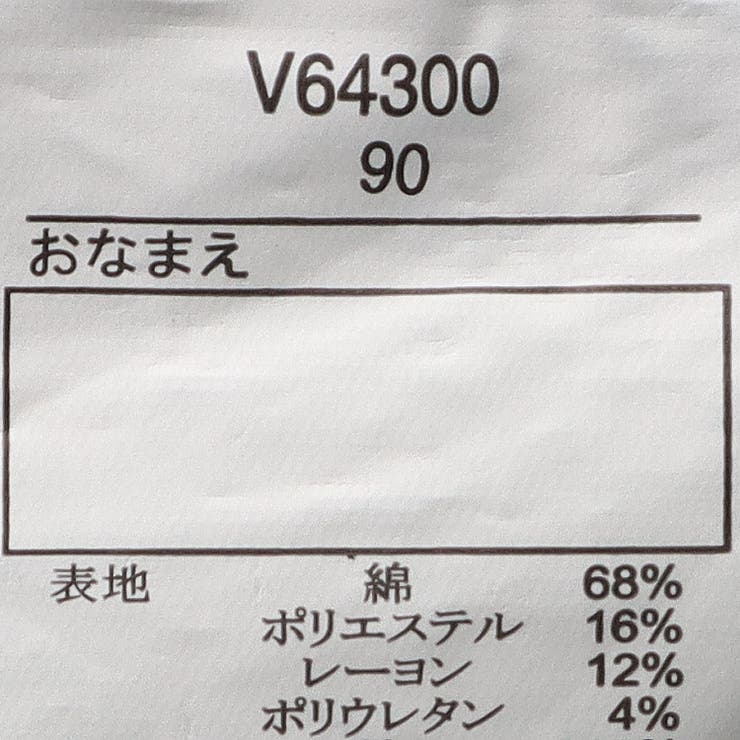 V64300
90
おなまえ
表地 綿 68%
ポリエステル 16%
レーヨン 12%
ポリウレタン 4%